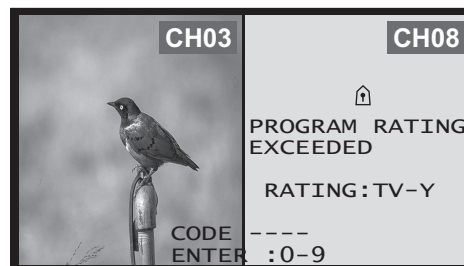 CH03
CH08
PROGRAM RATING
EXCEEDED
RATING:TV-Y
CODE ----
ENTER :0-9